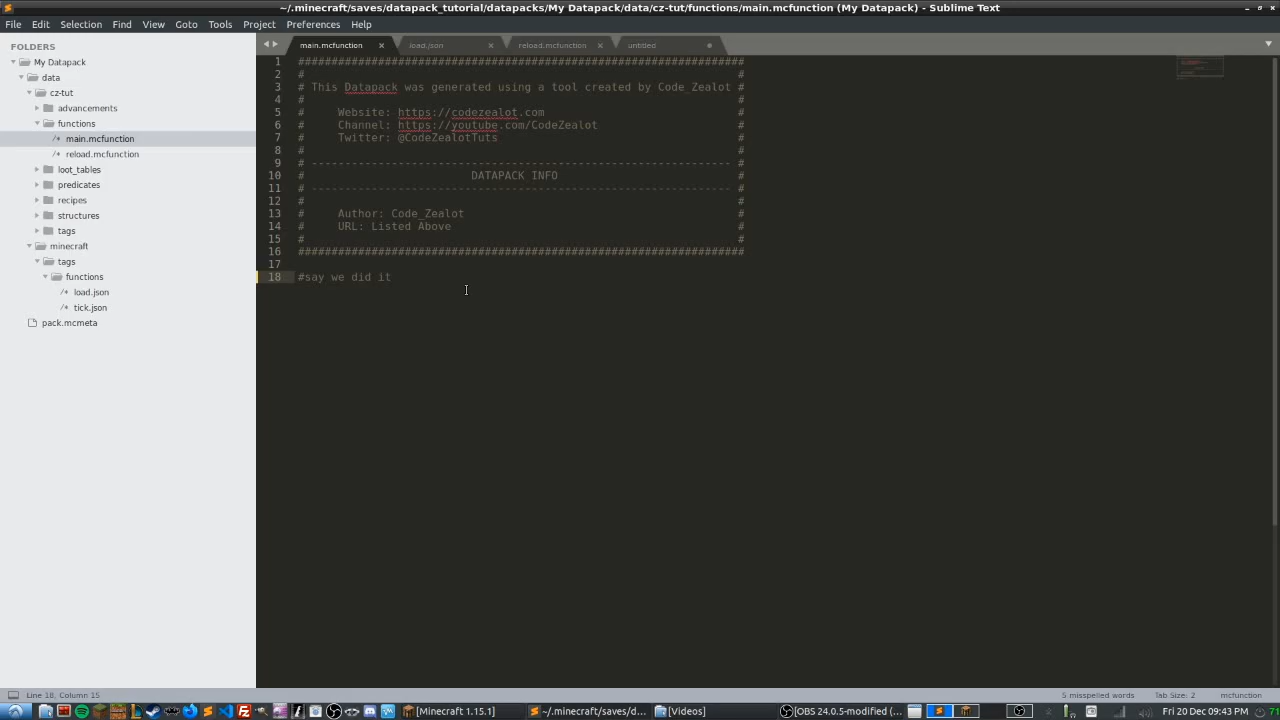 ~/.minecraft/saves/datapack_tutorial/datapacks/My Datapack/data/cz-tut/functions/main.mcfunction (My Datapack) - Sublime Text
File Edit Selection Find View Goto Tools Project Preferences Help
FOLDERS
My Datapack
data
cz-tut
advancements
functions
/* main.mcfunction
/* reload.mcfunction
loot_tables
predicates
recipes
structures
tags
minecraft
tags
functions
/* load.json
/* tick.json
pack.mcmeta
main.mcfunction load.json reload.mcfunction untitled
1 ###################################################################
2 # #
3 # This Datapack was generated using a tool created by Code_Zealot #
4 # #
5 # Website: https://codezealot.com #
6 # Channel: https://youtube.com/CodeZealot #
7 # Twitter: @CodeZealotTuts #
8 # #
9 # --------------------------------------------------------------- #
10 # DATAPACK INFO #
11 # --------------------------------------------------------------- #
12 # #
13 # Author: Code_Zealot #
14 # URL: Listed Above #
15 # #
16 ###################################################################
17
18 #say we did it
Line 18, Column 15 5 misspelled words Tab Size: 2 mcfunction
[Minecraft 1.15.1] ~/.minecraft/saves/d... [Videos] [OBS 24.0.5-modified (... Fri 20 Dec, 09:43 PM 71